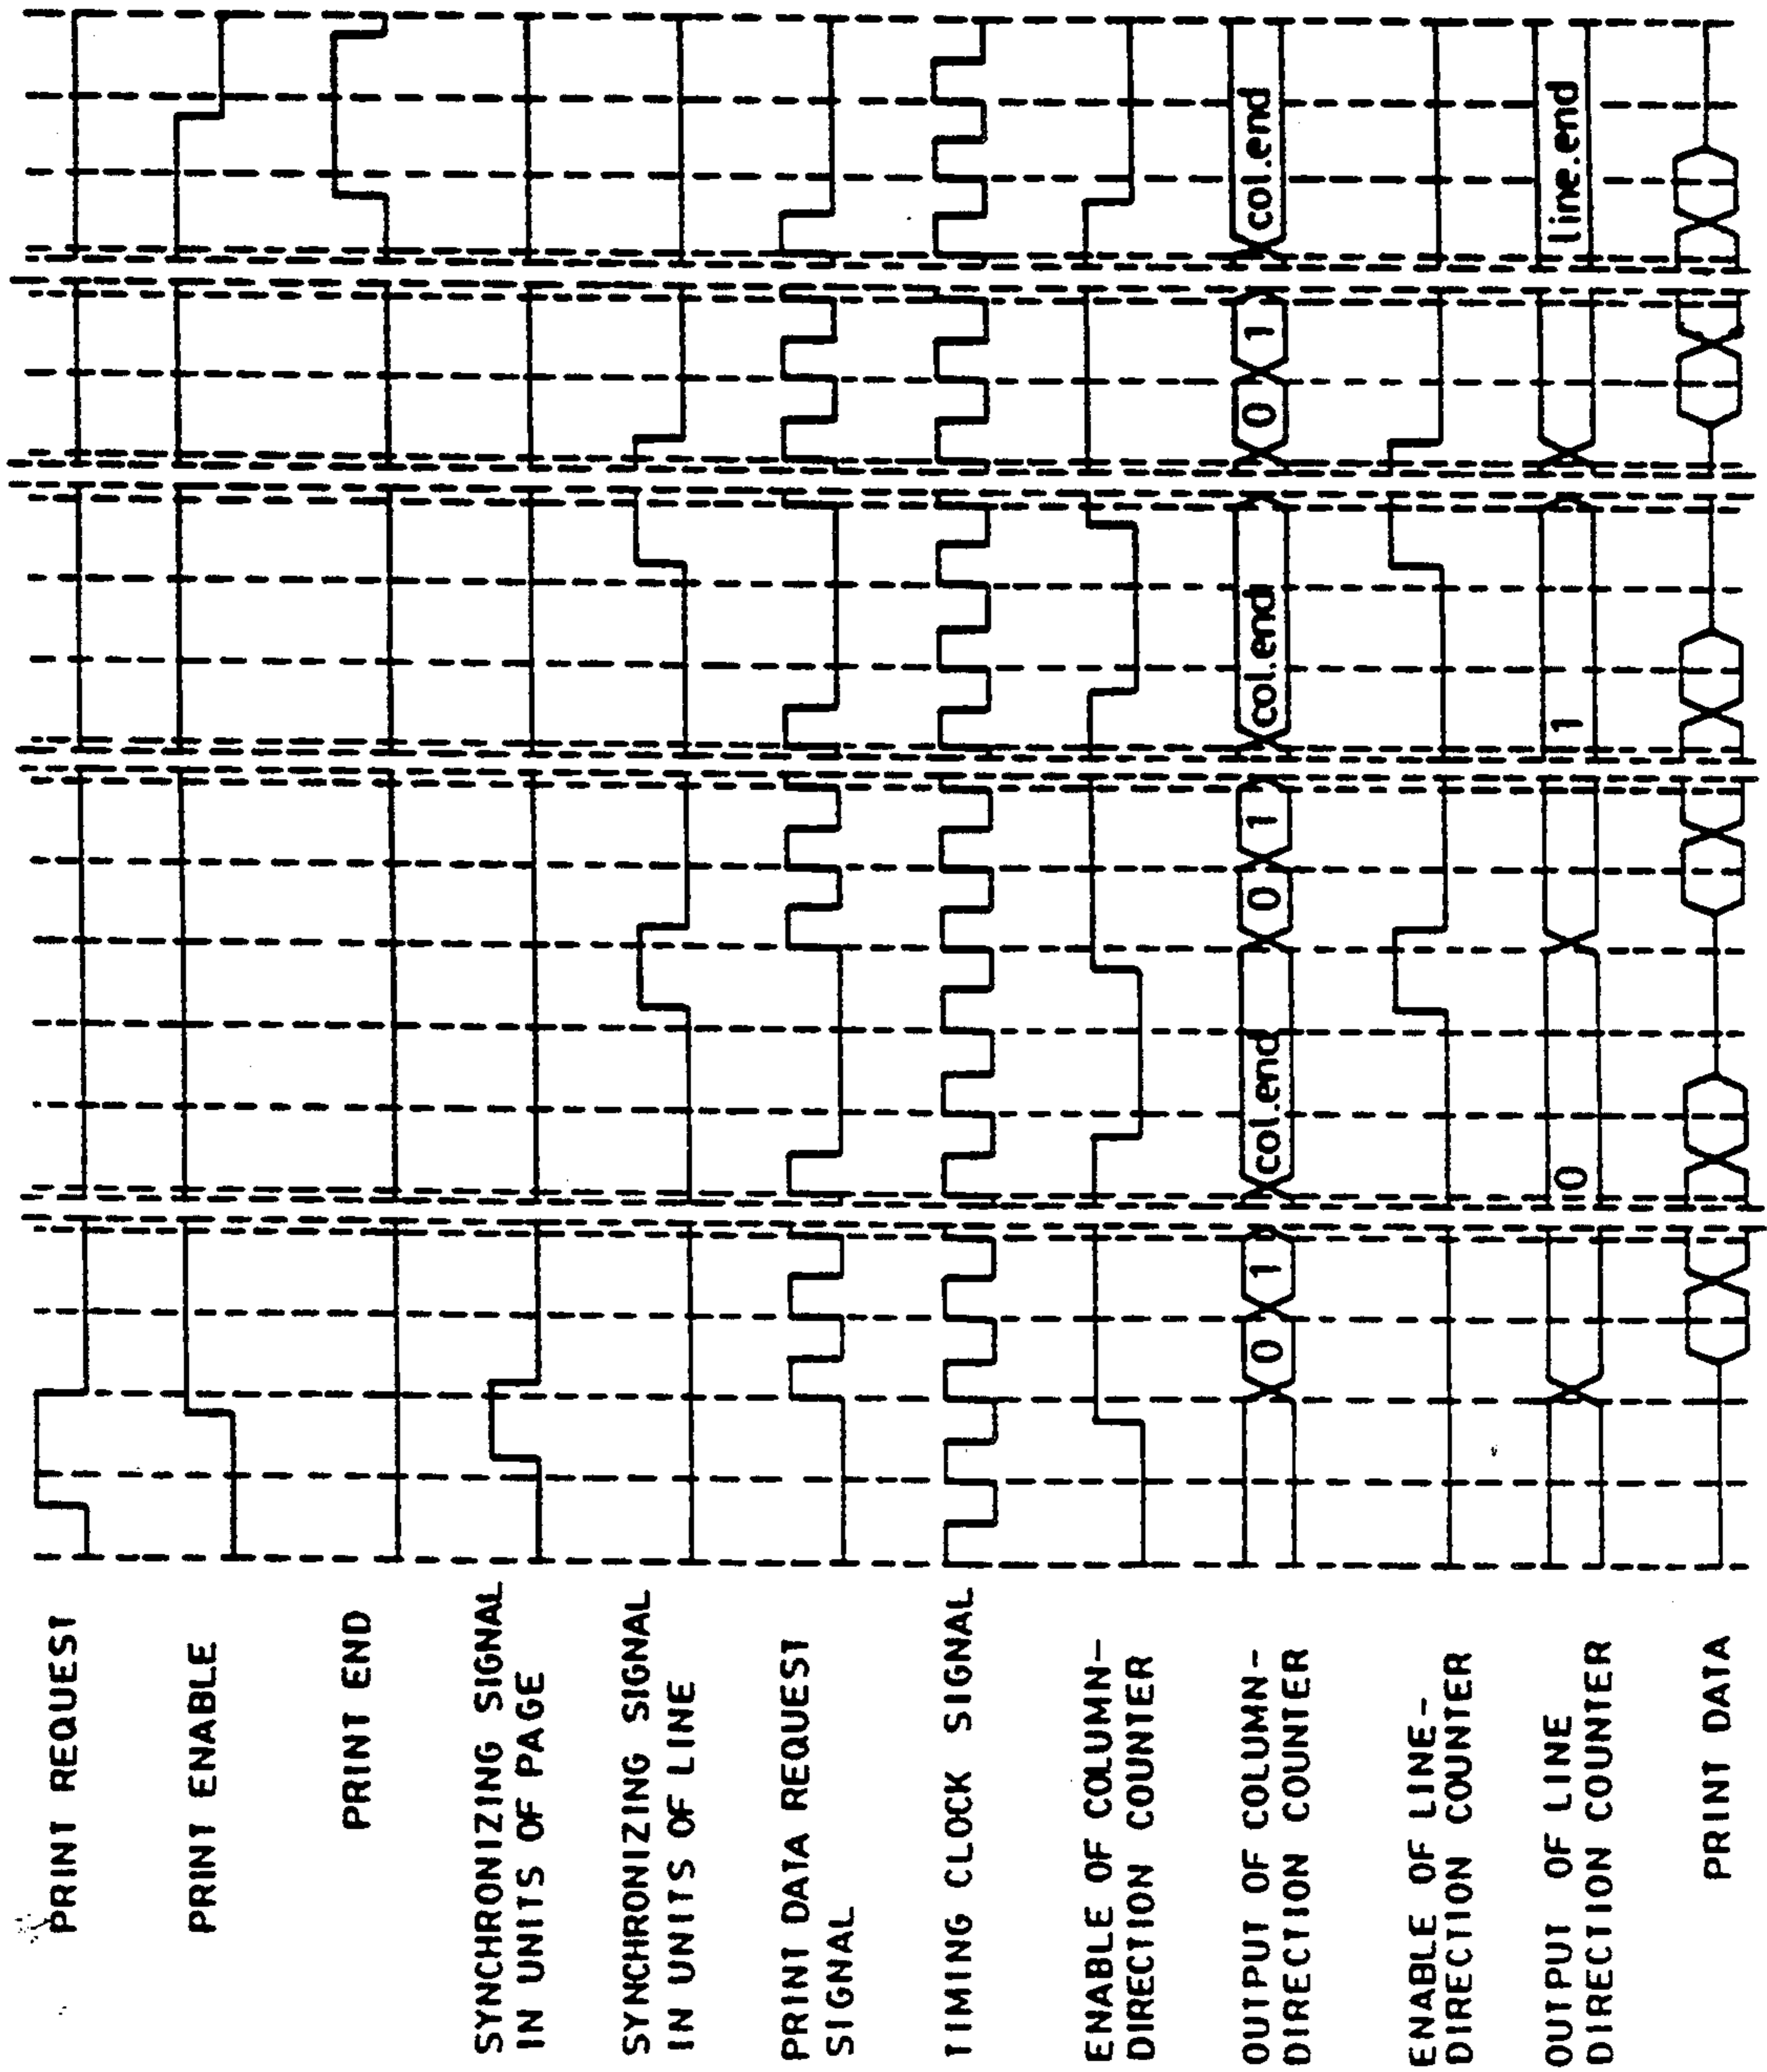 PRINT REQUEST
PRINT ENABLE
PRINT END
SYNCHRONIZING SIGNAL
IN UNITS OF PAGE
SYNCHRONIZING SIGNAL
IN UNITS OF LINE
PRINT DATA REQUEST
SIGNAL
TIMING CLOCK SIGNAL
ENABLE OF COLUMN-
DIRECTION COUNTER
OUTPUT OF COLUMN-
DIRECTION COUNTER
0 1 col.end 0 1 col.end 0 1 col.end
ENABLE OF LINE-
DIRECTION COUNTER
OUTPUT OF LINE
DIRECTION COUNTER
0 1 line.end
PRINT DATA